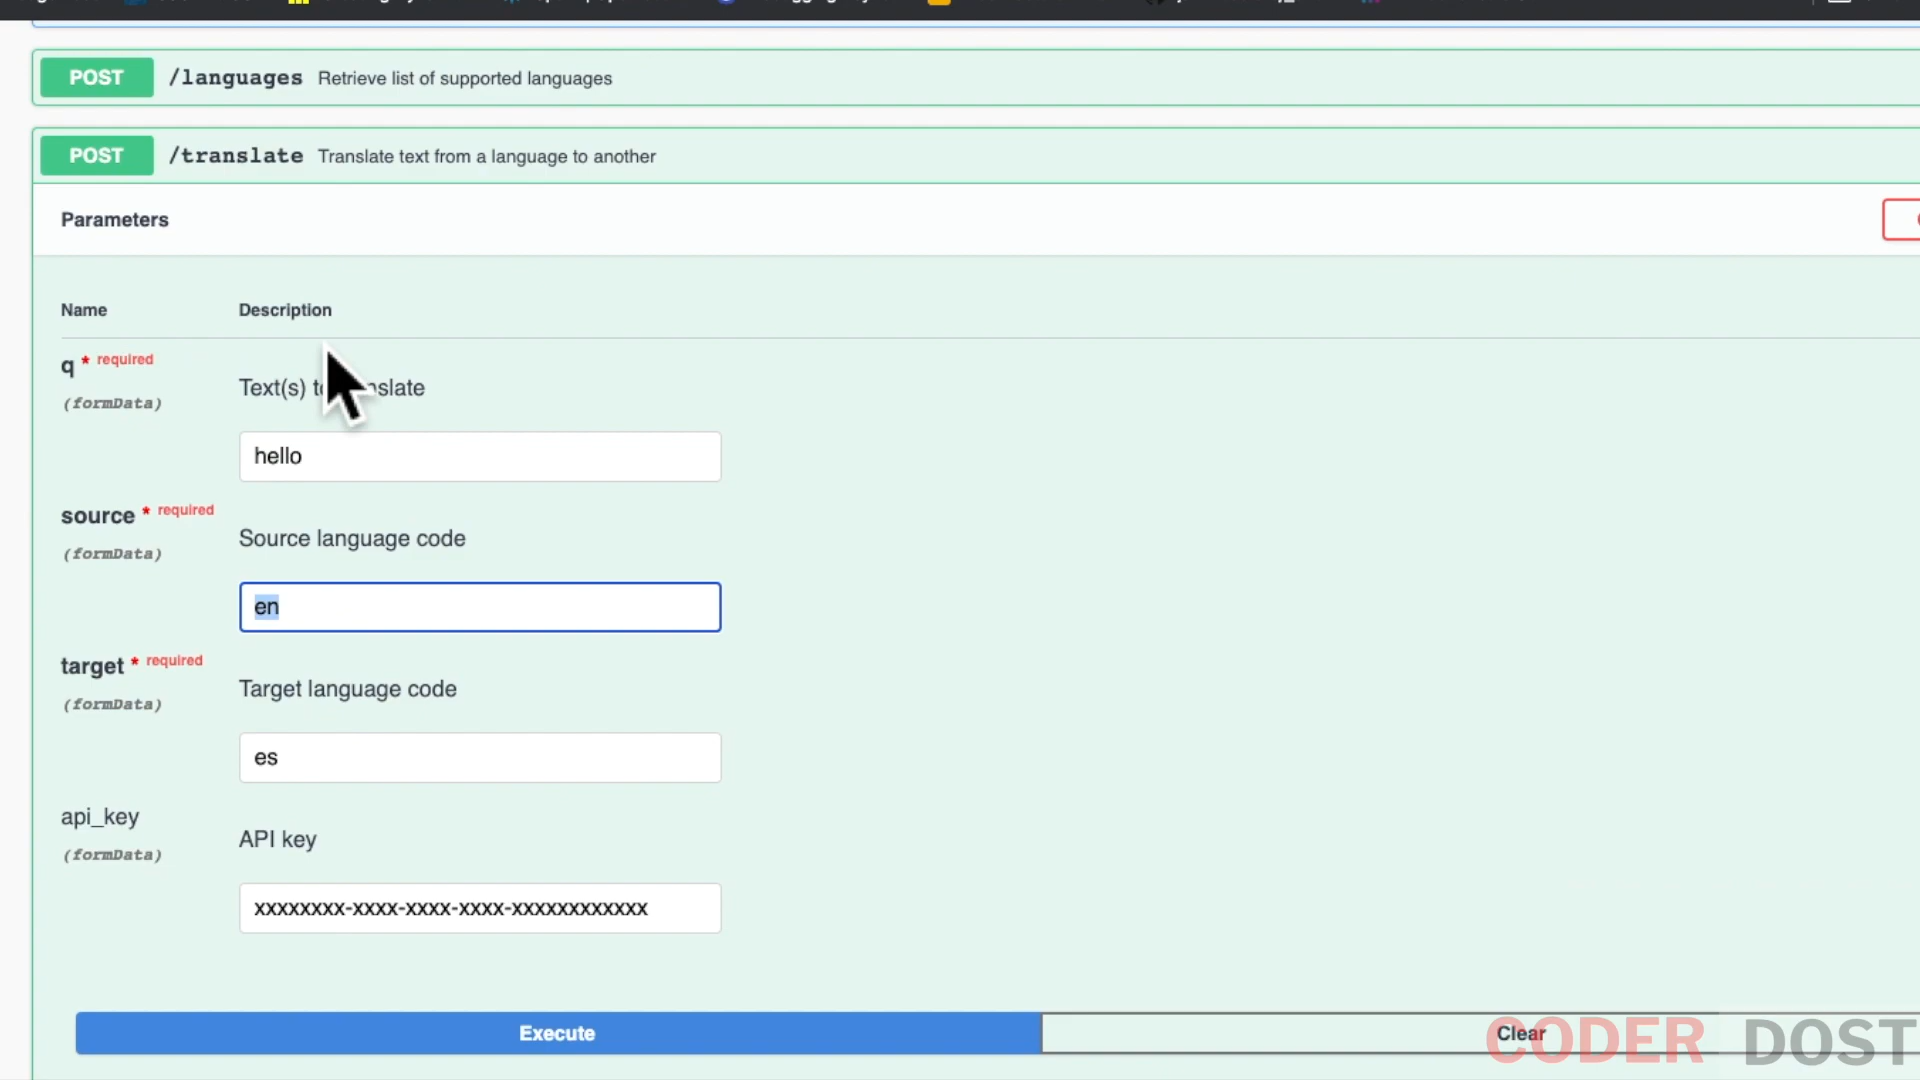 POST /languages Retrieve list of supported languages
POST /translate Translate text from a language to another
Parameters
Name Description
q * required
(formData)
Text(s) to
hello
source * required
(formData)
Source language code
en
target * required
(formData)
Target language code
es
api_key
(formData)
API key
xxxxxxxx-xxxx-xxxx-xxxx-xxxxxxxxxxxx
Execute
Clear
CODER DOST